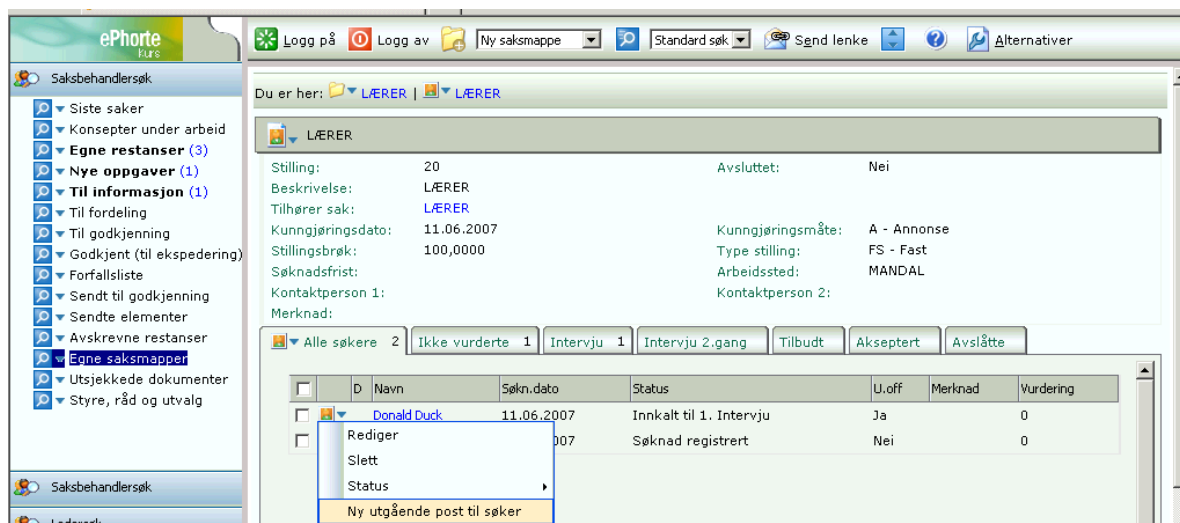 ePhorte
kurs
Logg på Logg av Ny saksmappe Standard søk Send lenke Alternativer
Saksbehandlersøk
Siste saker
Konsepter under arbeid
Egne restanser (3)
Nye oppgaver (1)
Til informasjon (1)
Til fordeling
Til godkjenning
Godkjent (til ekspedering)
Forfallsliste
Sendt til godkjenning
Sendte elementer
Avskrevne restanser
Egne saksmapper
Utsjekkede dokumenter
Styre, råd og utvalg
Saksbehandlersøk
Du er her: LÆRER | LÆRER
LÆRER
Stilling: 20 Avsluttet: Nei
Beskrivelse: LÆRER
Tilhører sak: LÆRER
Kunngjøringsdato: 11.06.2007 Kunngjøringsmåte: A - Annonse
Stillingsbrøk: 100,0000 Type stilling: FS - Fast
Søknadsfrist: Arbeidssted: MANDAL
Kontaktperson 1: Kontaktperson 2:
Merknad:
Alle søkere 2 Ikke vurderte 1 Intervju 1 Intervju 2.gang Tilbudt Akseptert Avslåtte
D Navn Søkn.dato Status U.off Merknad Vurdering
Donald Duck 11.06.2007 Innkalt til 1. Intervju Ja 0
007 Søknad registrert Nei 0
Rediger
Slett
Status
Ny utgående post til søker